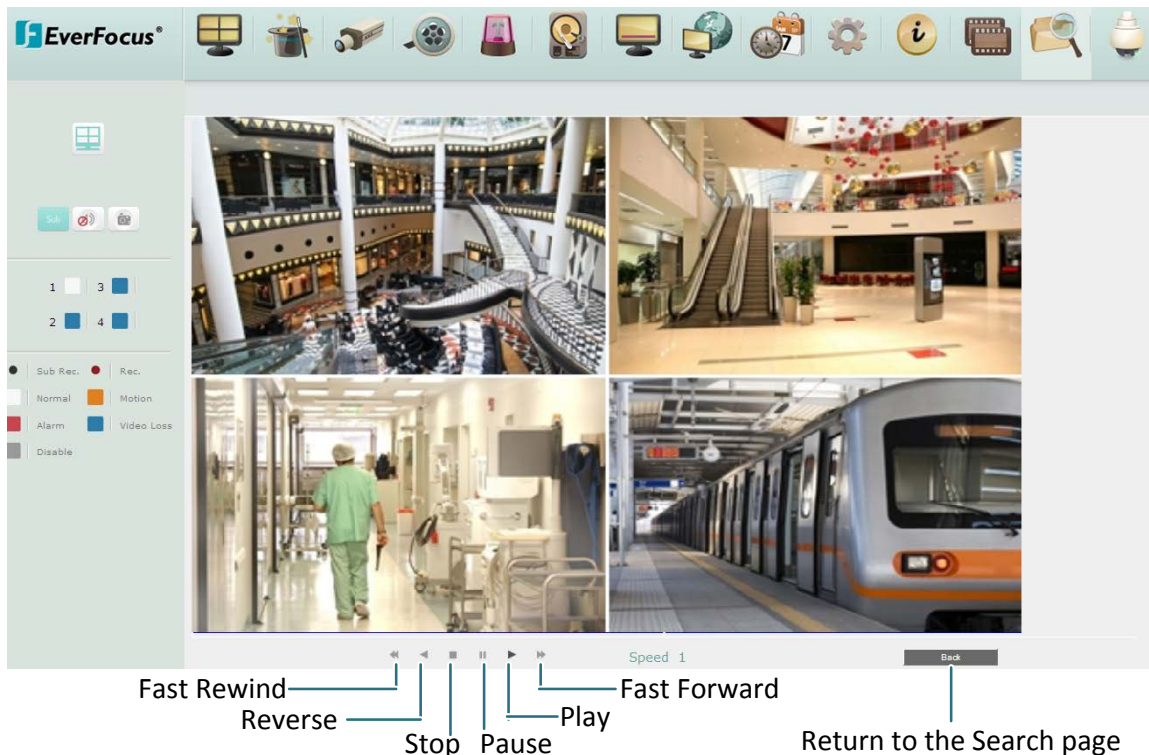 EverFocus®
7
i
Sub
1 3
2 4
Sub Rec. Rec.
Normal Motion
Alarm Video Loss
Disable
Speed 1
Back
Fast Rewind
Fast Forward
Reverse
Play
Stop Pause
Return to the Search page